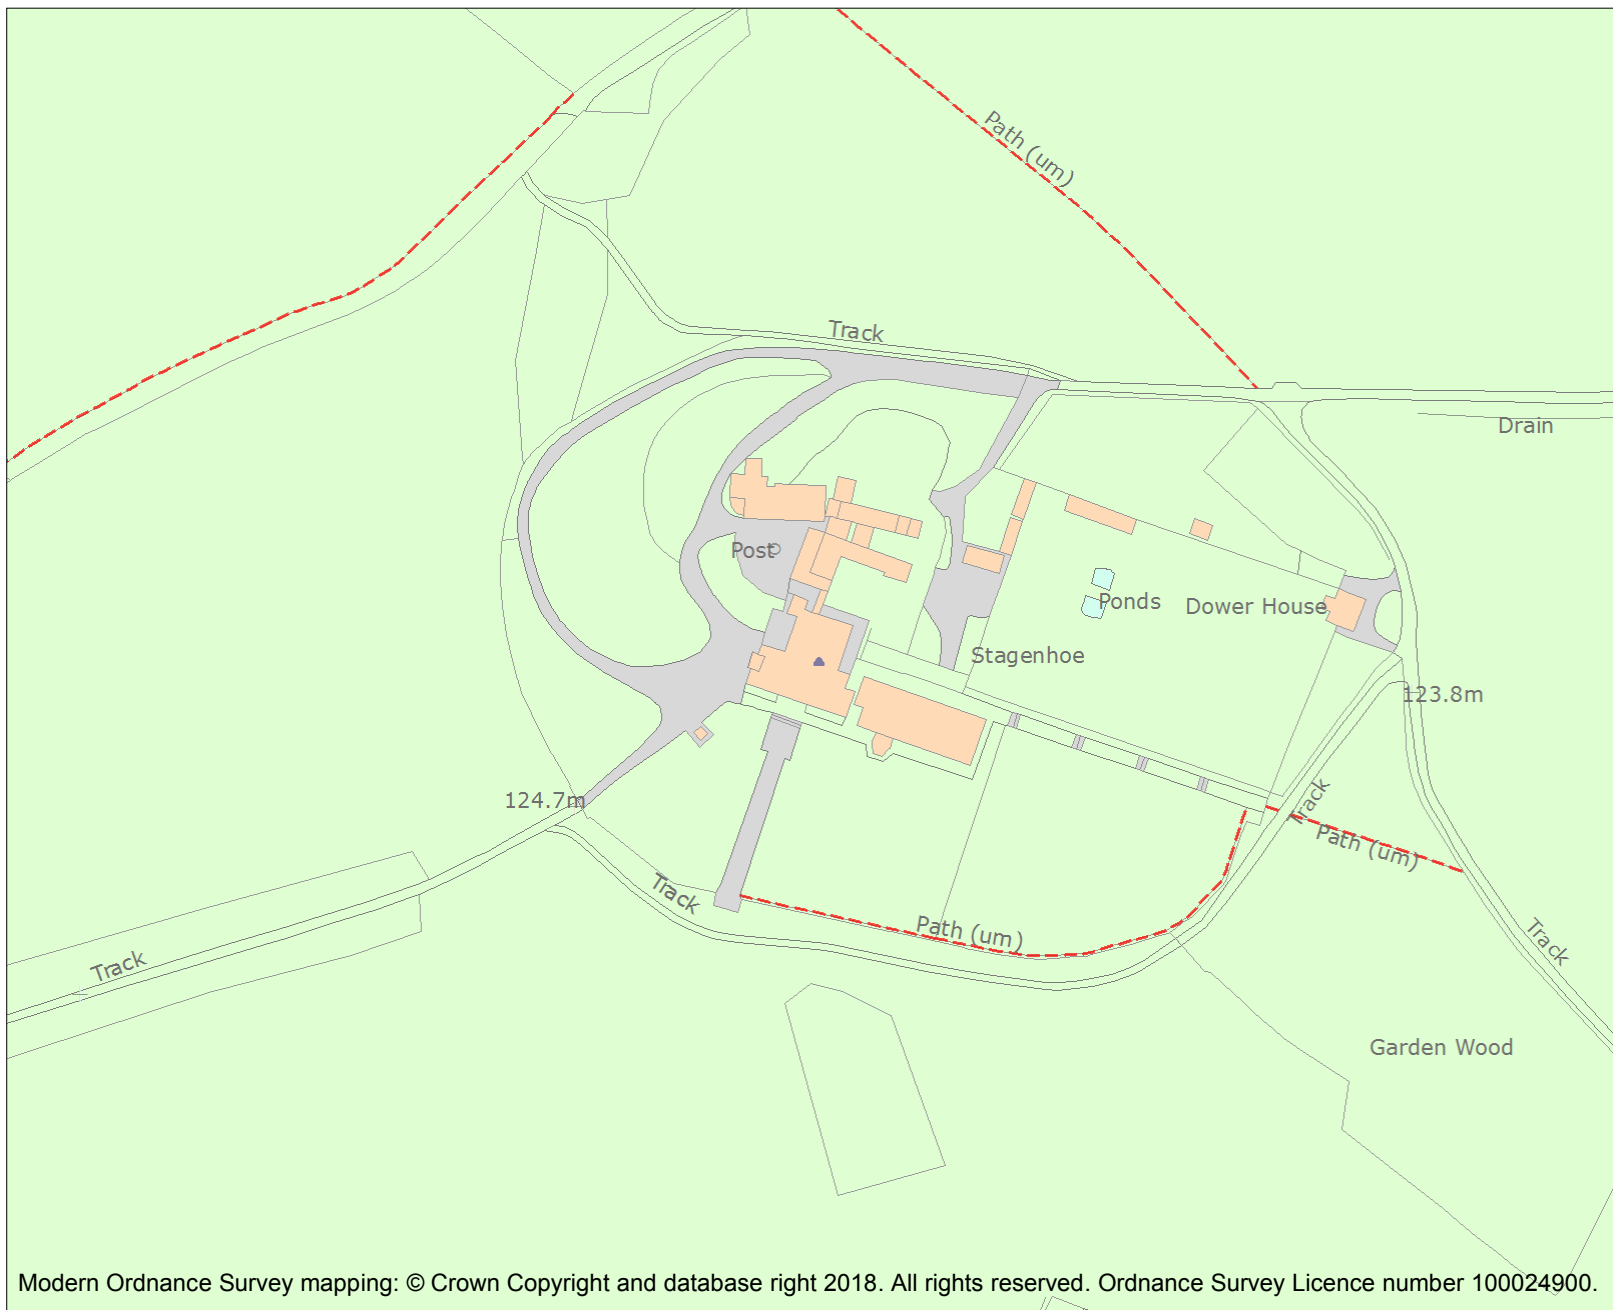 Path (um)
Track
Drain
Post
Ponds
Dower House
Stagenhoe
123.8m
124.7m
Track
Path (um)
Track
Path (um)
Track
Track
Garden Wood
Modern Ordnance Survey mapping: © Crown Copyright and database right 2018. All rights reserved. Ordnance Survey Licence number 100024900.